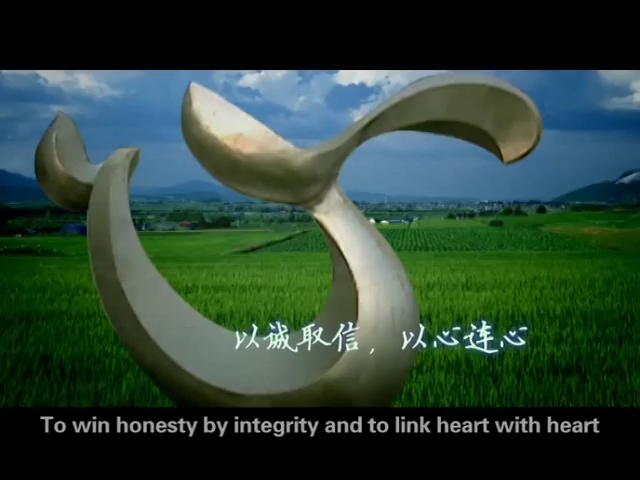 以诚取信，以心连心
To win honesty by integrity and to link heart with heart